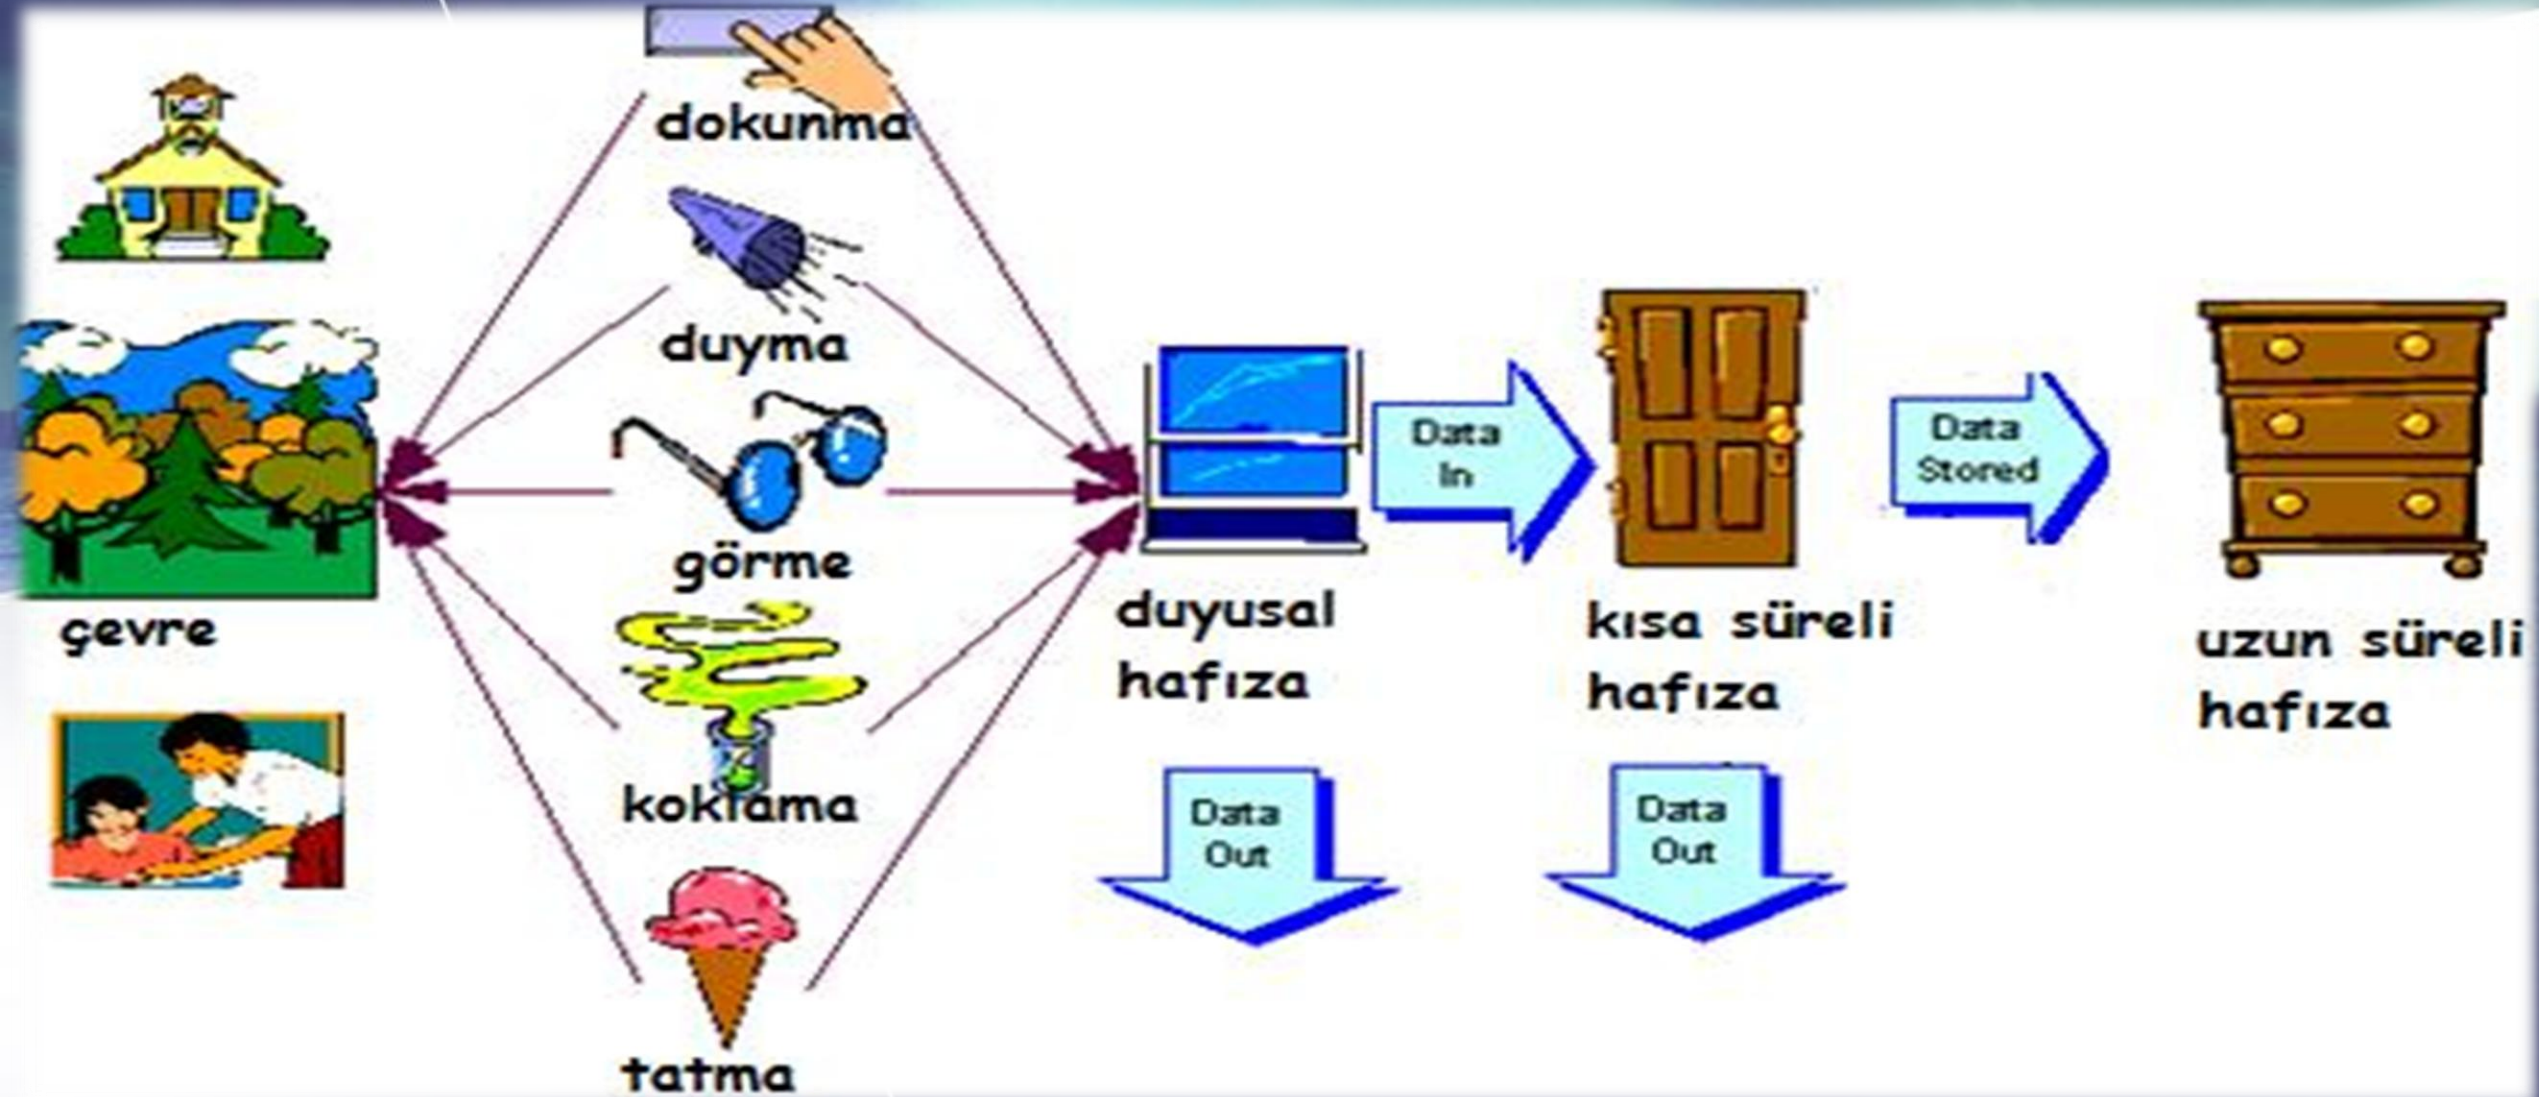 dokunma
duyma
görme
koklama
tatma
çevre
duyusal
hafıza
Data
In
kısa süreli
hafıza
Data
Stored
uzun süreli
hafıza
Data
Out
Data
Out